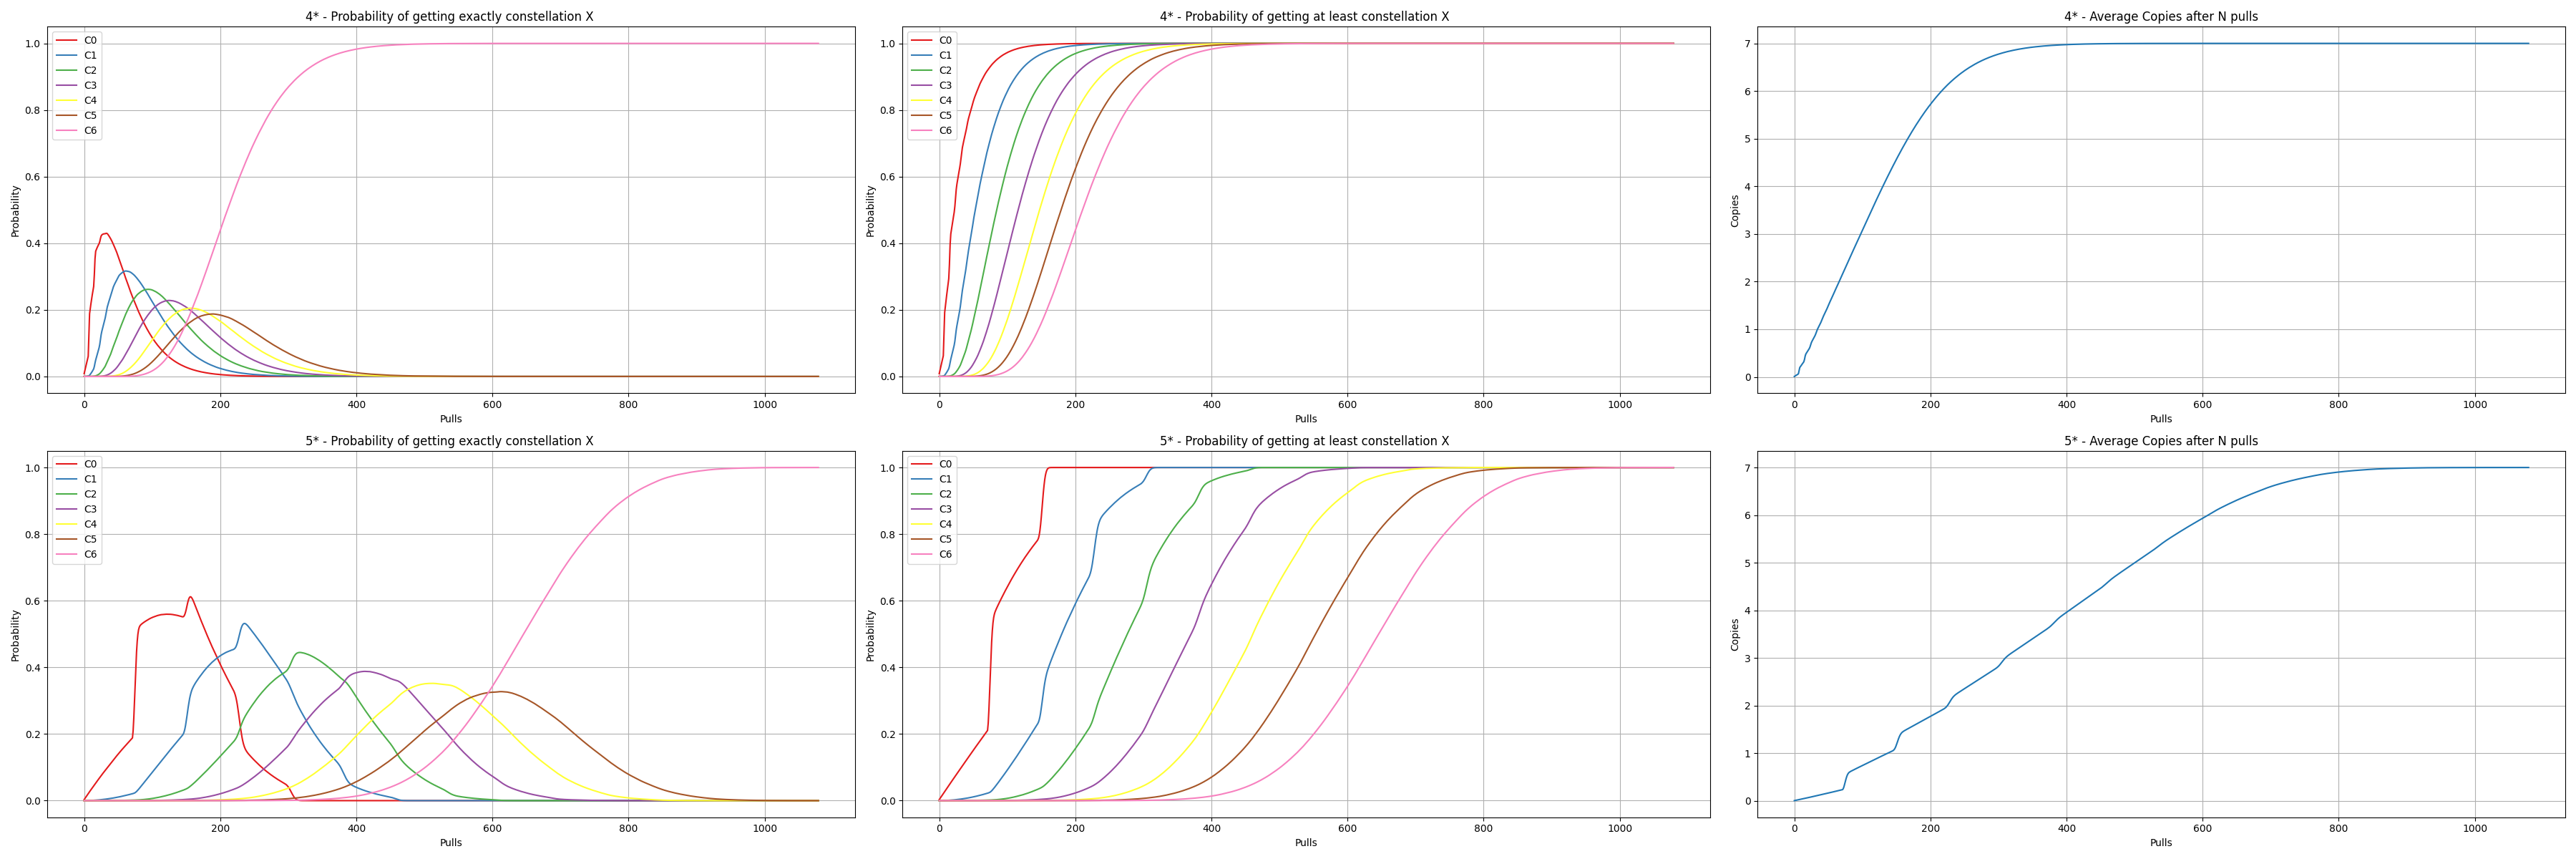 4* - Probability of getting exactly constellation X
C0
C1
C2
C3
C4
C5
C6
1.0
0.8
0.6
0.4
0.2
0.0
Probability
0 200 400 600 800 1000
Pulls
4* - Probability of getting at least constellation X
C0
C1
C2
C3
C4
C5
C6
1.0
0.8
0.6
0.4
0.2
0.0
Probability
0 200 400 600 800 1000
Pulls
4* - Average Copies after N pulls
7
6
5
4
3
2
1
0
Copies
0 200 400 600 800 1000
Pulls
5* - Probability of getting exactly constellation X
C0
C1
C2
C3
C4
C5
C6
1.0
0.8
0.6
0.4
0.2
0.0
Probability
0 200 400 600 800 1000
Pulls
5* - Probability of getting at least constellation X
C0
C1
C2
C3
C4
C5
C6
1.0
0.8
0.6
0.4
0.2
0.0
Probability
0 200 400 600 800 1000
Pulls
5* - Average Copies after N pulls
7
6
5
4
3
2
1
0
Copies
0 200 400 600 800 1000
Pulls